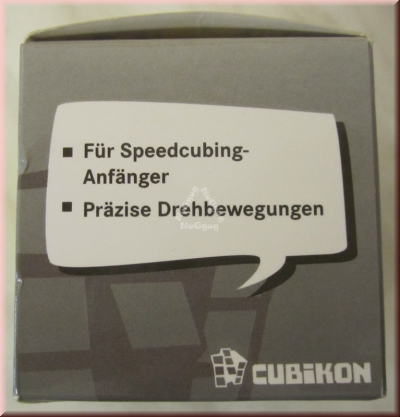 ■ Für Speedcubing-
Anfänger
■ Präzise Drehbewegungen
CUBIKON